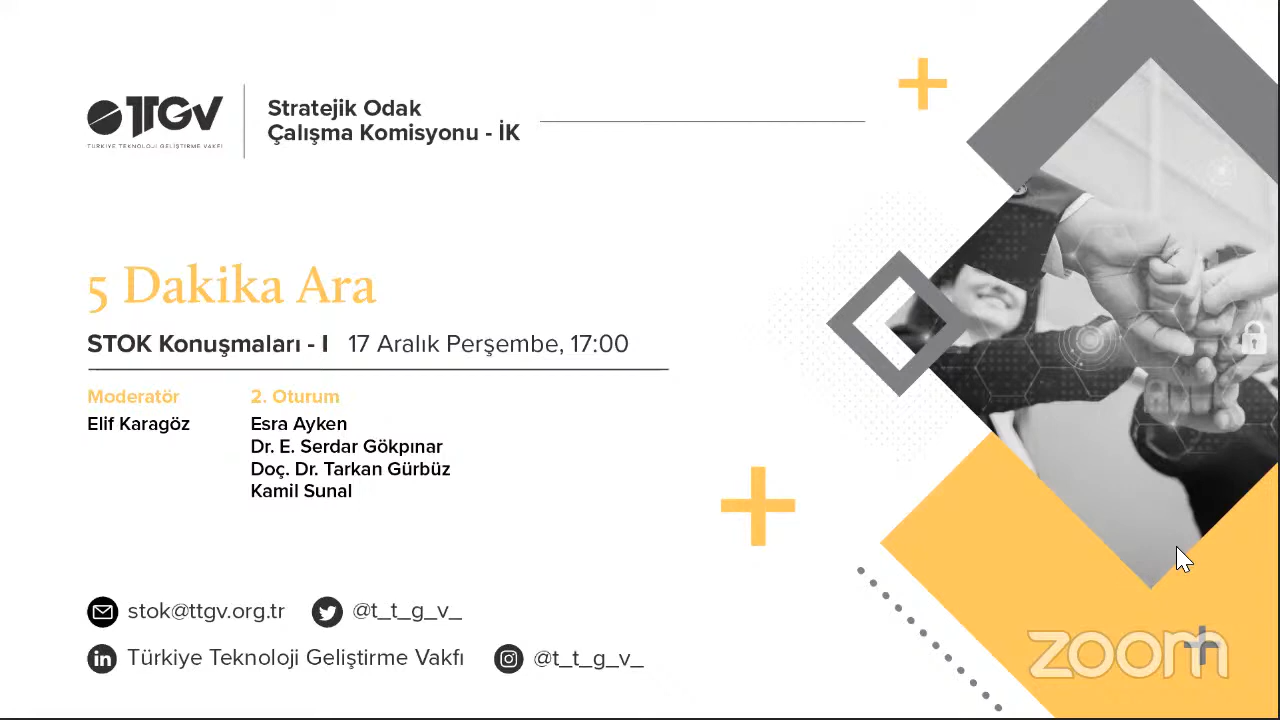 TTGV
TÜRKİYE TEKNOLOJİ GELİŞTİRME VAKFI
Stratejik Odak
Çalışma Komisyonu - İK
5 Dakika Ara
STOK Konuşmaları - I 17 Aralık Perşembe, 17:00
Moderatör
Elif Karagöz
2. Oturum
Esra Ayken
Dr. E. Serdar Gökpınar
Doç. Dr. Tarkan Gürbüz
Kamil Sunal
stok@ttgv.org.tr @t_t_g_v_
in Türkiye Teknoloji Geliştirme Vakfı @t_t_g_v_
zoom